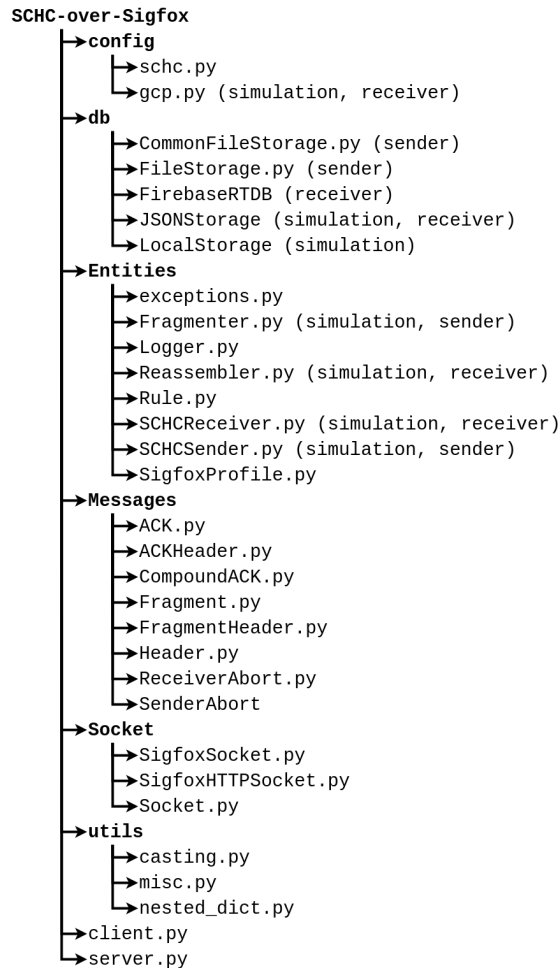 SCHC-over-Sigfox
config
schc.py
gcp.py (simulation, receiver)
db
CommonFileStorage.py (sender)
FileStorage.py (sender)
FirebaseRTDB (receiver)
JSONStorage (simulation, receiver)
LocalStorage (simulation)
Entities
exceptions.py
Fragmenter.py (simulation, sender)
Logger.py
Reassembler.py (simulation, receiver)
Rule.py
SCHCReceiver.py (simulation, receiver)
SCHCSender.py (simulation, sender)
SigfoxProfile.py
Messages
ACK.py
ACKHeader.py
CompoundACK.py
Fragment.py
FragmentHeader.py
Header.py
ReceiverAbort.py
SenderAbort
Socket
SigfoxSocket.py
SigfoxHTTPSocket.py
Socket.py
utils
casting.py
misc.py
nested_dict.py
client.py
server.py